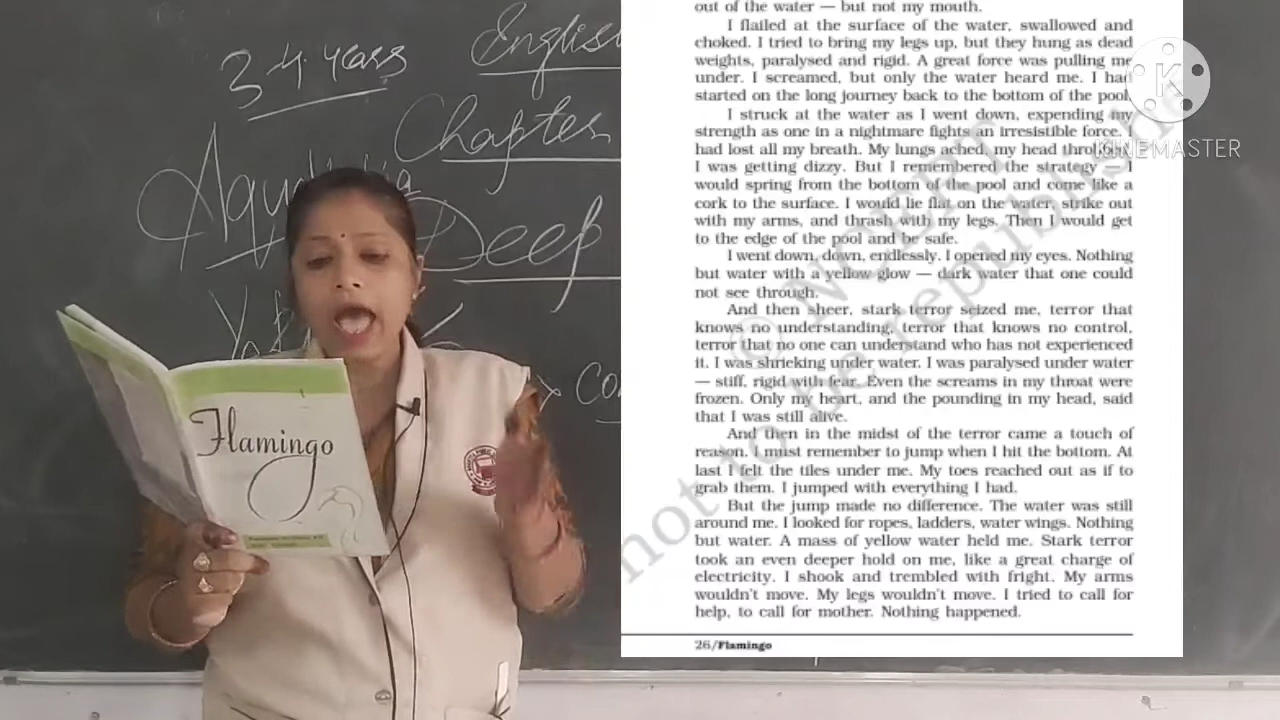 3-4 years
English
Chapter
Deep
Co
Flamingo
out of the water — but not my mouth.
I flailed at the surface of the water, swallowed and
choked. I tried to bring my legs up, but they hung as dead
weights, paralysed and rigid. A great force was pulling me
under. I screamed, but only the water heard me. I had
started on the long journey back to the bottom of the pool.
I struck at the water as I went down, expending my
strength as one in a nightmare fights an irresistible force. I
had lost all my breath. My lungs ached, my head throbbed.
I was getting dizzy. But I remembered the strategy — I
would spring from the bottom of the pool and come like a
cork to the surface. I would lie flat on the water, strike out
with my arms, and thrash with my legs. Then I would get
to the edge of the pool and be safe.
I went down, down, endlessly. I opened my eyes. Nothing
but water with a yellow glow — dark water that one could
not see through.
And then sheer, stark terror seized me, terror that
knows no understanding, terror that knows no control,
terror that no one can understand who has not experienced
it. I was shrieking under water. I was paralysed under water
— stiff, rigid with fear. Even the screams in my throat were
frozen. Only my heart, and the pounding in my head, said
that I was still alive.
And then in the midst of the terror came a touch of
reason. I must remember to jump when I hit the bottom. At
last I felt the tiles under me. My toes reached out as if to
grab them. I jumped with everything I had.
But the jump made no difference. The water was still
around me. I looked for ropes, ladders, water wings. Nothing
but water. A mass of yellow water held me. Stark terror
took an even deeper hold on me, like a great charge of
electricity. I shook and trembled with fright. My arms
wouldn't move. My legs wouldn't move. I tried to call for
help, to call for mother. Nothing happened.
26/Flamingo
© NCERT
not to be republished
K
KINEMASTER